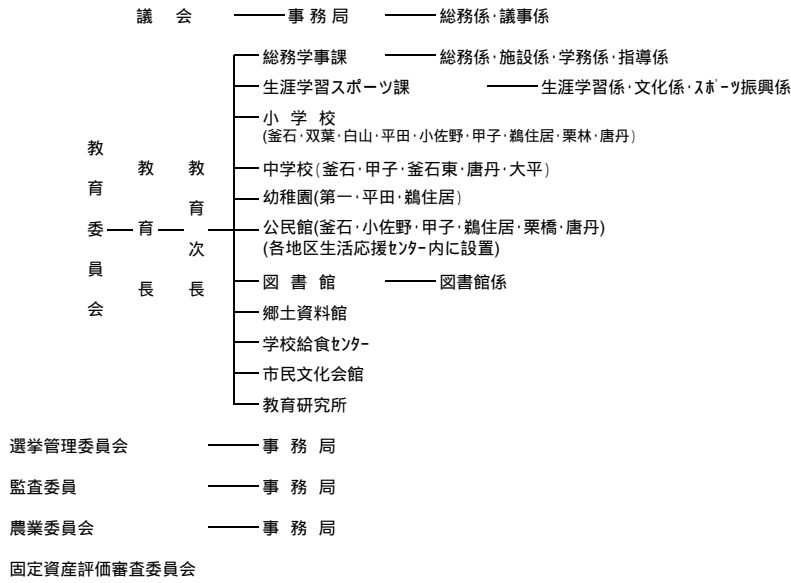 議 会 事 務 局 総務係･議事係
総務学事課 総務係･施設係･学務係･指導係
生涯学習スポーツ課 生涯学習係･文化係･ｽﾎﾟｰﾂ振興係
小 学 校
(釜石･双葉･白山･平田･小佐野･甲子･鵜住居･栗林･唐丹)
中学校(釜石･甲子･釜石東･唐丹･大平)
幼稚園(第一･平田･鵜住居)
教育委員会 教育長 教育次長 公民館(釜石･小佐野･甲子･鵜住居･栗橋･唐丹)
(各地区生活応援ｾﾝﾀｰ内に設置)
図 書 館 図書館係
郷土資料館
学校給食ｾﾝﾀｰ
市民文化会館
教育研究所
選挙管理委員会 事 務 局
監査委員 事 務 局
農業委員会 事 務 局
固定資産評価審査委員会